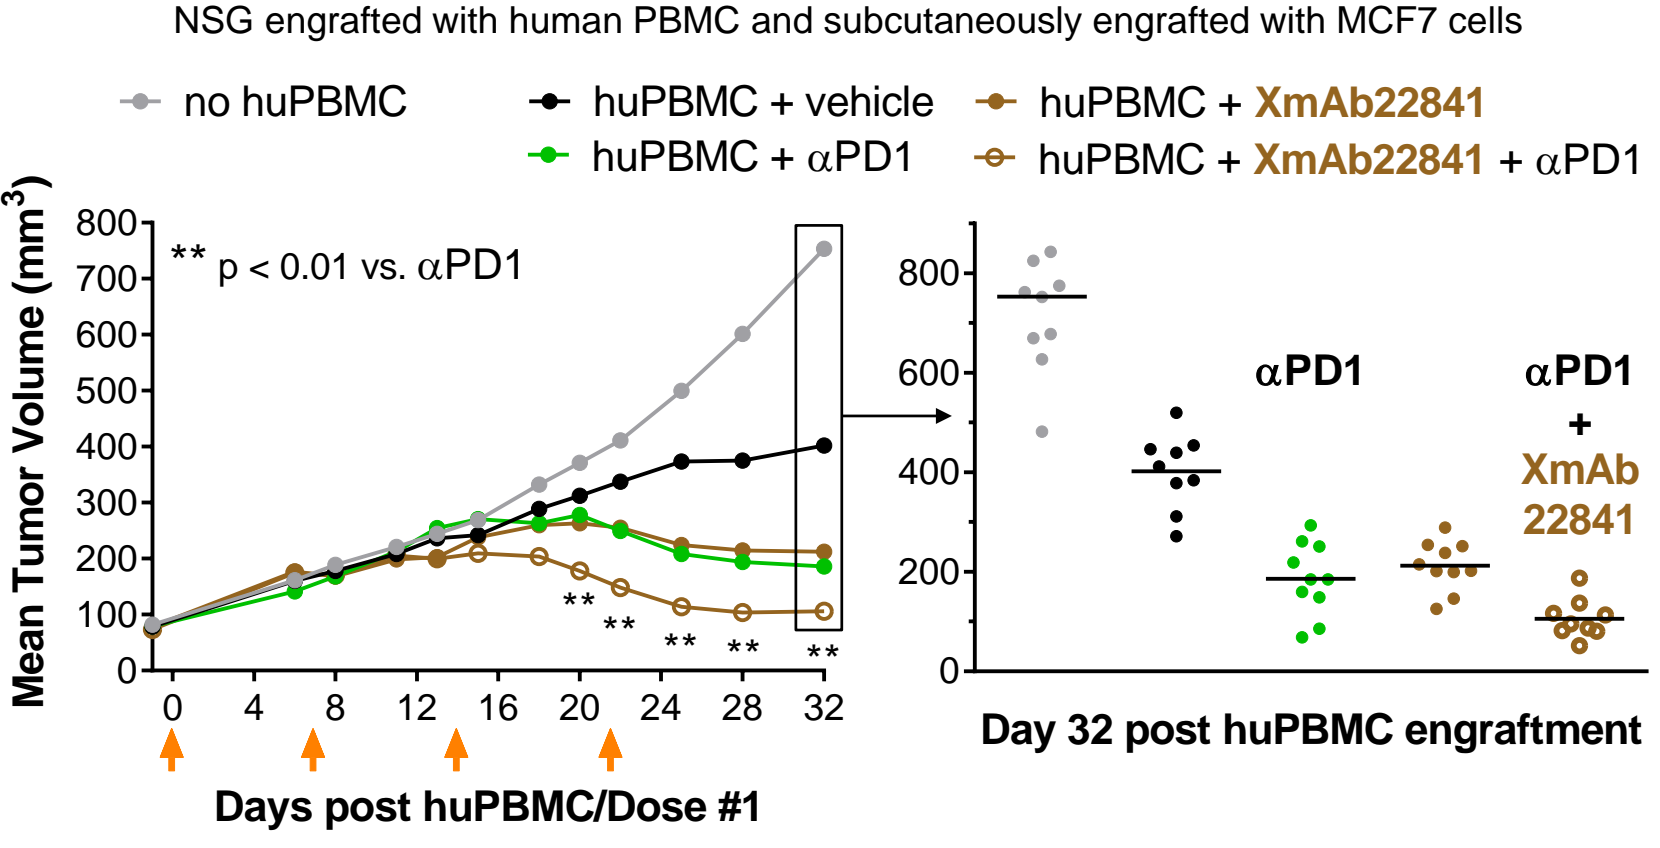 NSG engrafted with human PBMC and subcutaneously engrafted with MCF7 cells
no huPBMC
huPBMC + vehicle
huPBMC + XmAb22841
huPBMC + αPD1
huPBMC + XmAb22841 + αPD1
Mean Tumor Volume (mm³)
800
700
600
500
400
300
200
100
0
** p < 0.01 vs. αPD1
**
**
**
**
**
0 4 8 12 16 20 24 28 32
Days post huPBMC/Dose #1
800
600
400
200
0
αPD1
αPD1
+
XmAb
22841
Day 32 post huPBMC engraftment